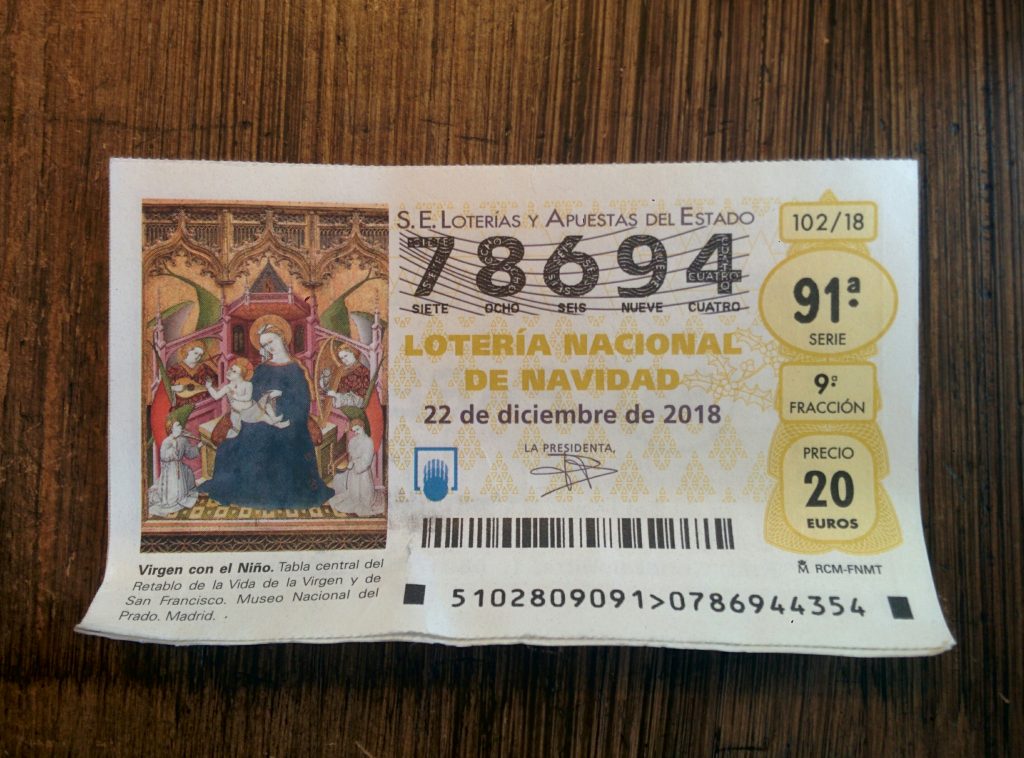 S.E. LOTERÍAS Y APUESTAS DEL ESTADO
78694
SIETE OCHO SEIS NUEVE CUATRO
LOTERÍA NACIONAL
DE NAVIDAD
22 de diciembre de 2018
LA PRESIDENTA,
102/18
91ª
SERIE
9ª
FRACCIÓN
PRECIO
20
EUROS
RCM-FNMT
5102809091>0786944354
Virgen con el Niño. Tabla central del
Retablo de la Vida de la Virgen y de
San Francisco. Museo Nacional del
Prado. Madrid.